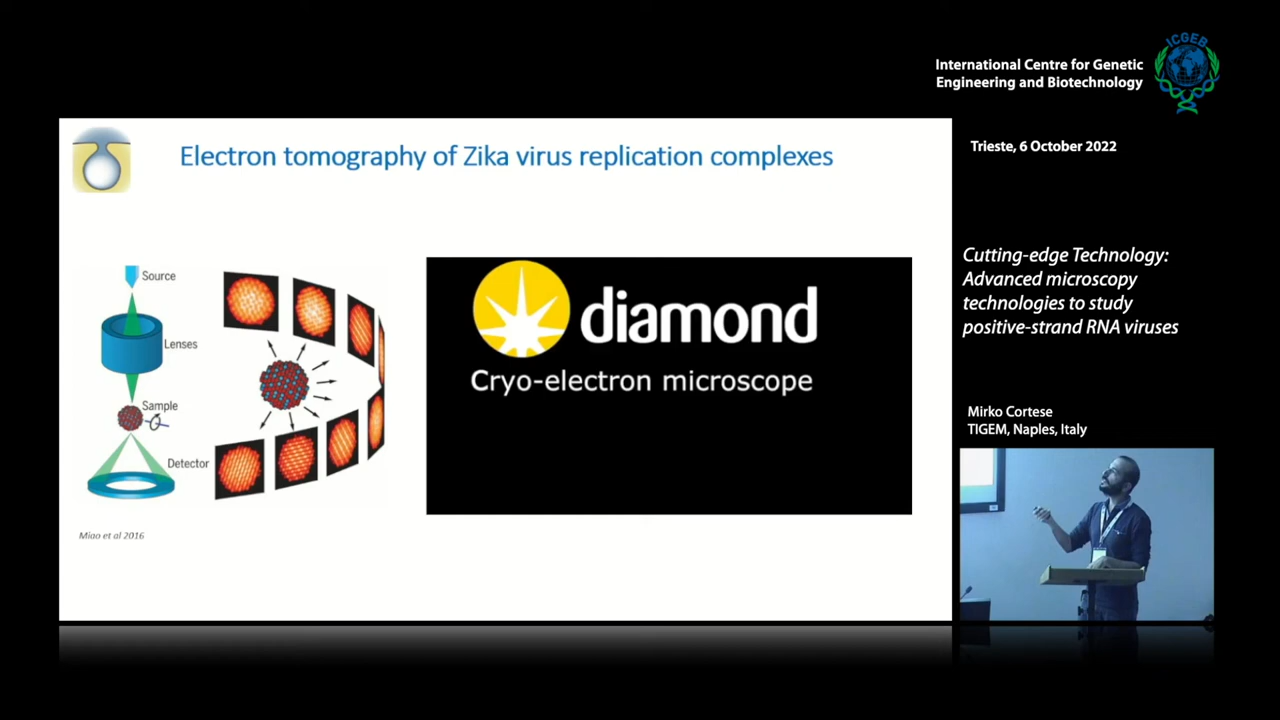 ICGEB
International Centre for Genetic
Engineering and Biotechnology
Trieste, 6 October 2022
Electron tomography of Zika virus replication complexes
Source
Lenses
Sample
Detector
Miao et al 2016
diamond
Cryo-electron microscope
Cutting-edge Technology:
Advanced microscopy
technologies to study
positive-strand RNA viruses
Mirko Cortese
TIGEM, Naples, Italy